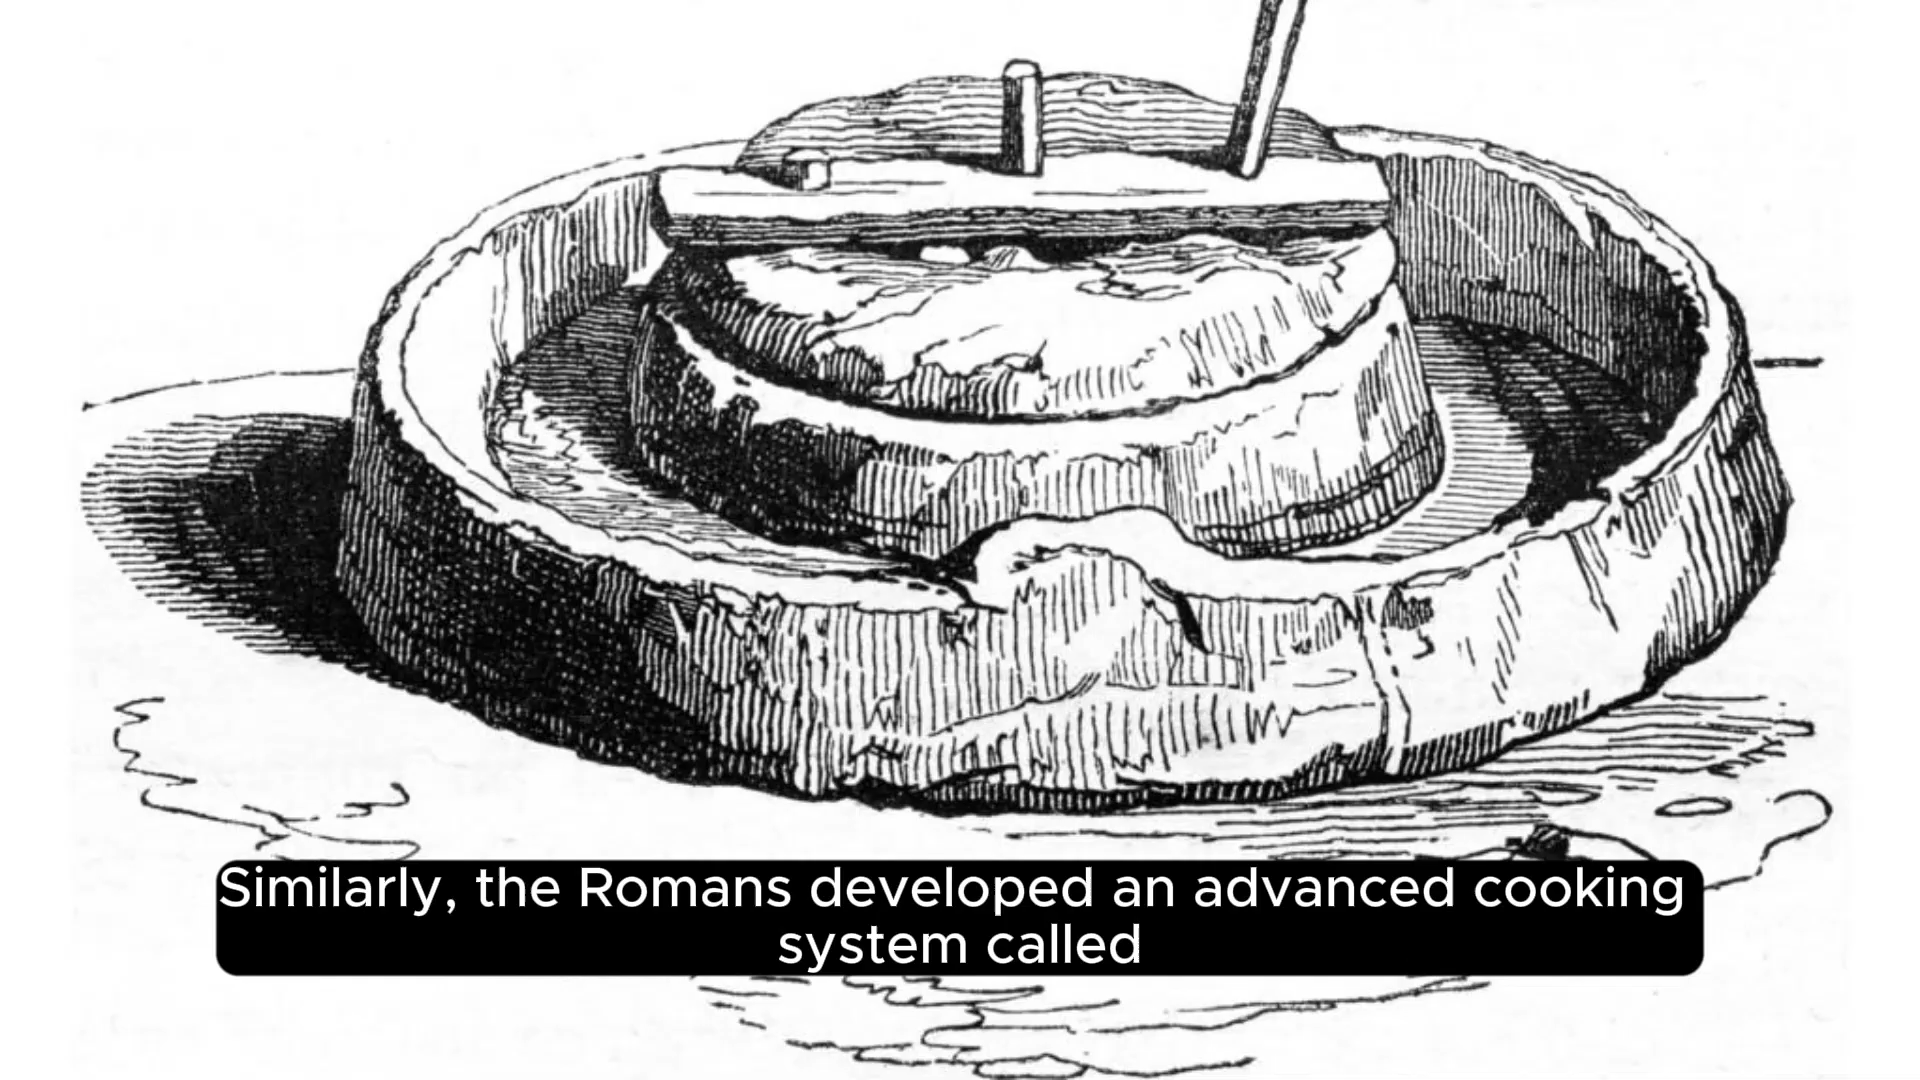 Similarly, the Romans developed an advanced cooking
system called